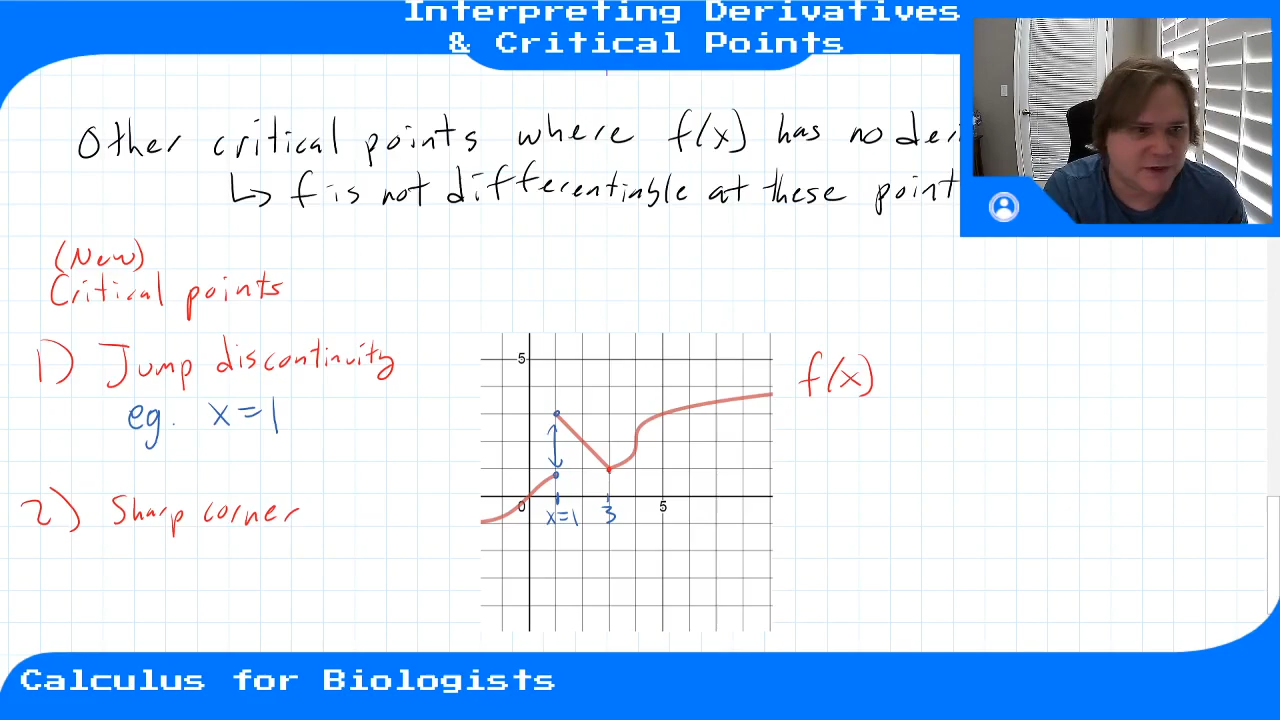 Interpreting Derivatives
& Critical Points
Other critical points where f(x) has no
↳ f is not differentiable at these point
(New)
Critical points
1) Jump discontinuity
eg. x=1
2) Sharp corner
f(x)
5
0
5
x=1
3
Calculus for Biologists